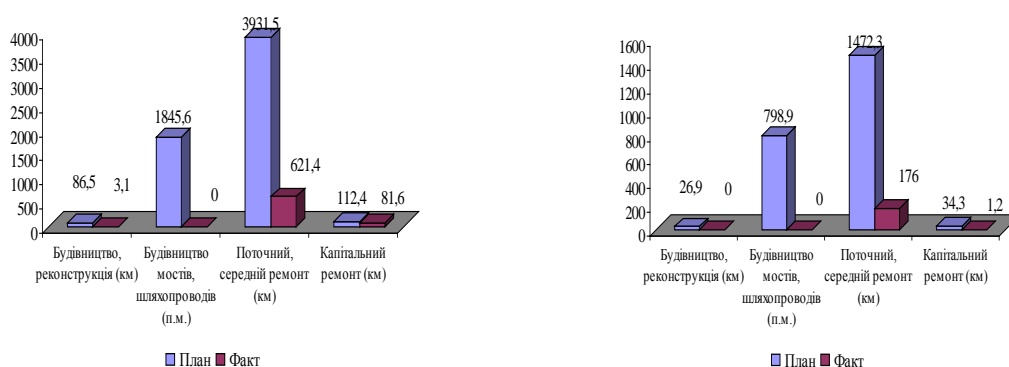 3931,5
4000
3500
3000
2500
1845,6
2000
1500
621,4
1000
86,5 3,1 0 112,4 81,6
500
0
Будівництво, Будівництво Поточний, Капітальний
реконструкція (км) мостів, середній ремонт ремонт (км)
шляхопроводів (км)
(п.м.)
План Факт
1472,3
1600
1400
1200
1000
798,9
800
600
400
176
26,9 0 0 34,3 1,2
200
0
Будівництво, Будівництво Поточний, Капітальний
реконструкція (км) мостів, середній ремонт ремонт (км)
шляхопроводів (км)
(п.м.)
План Факт